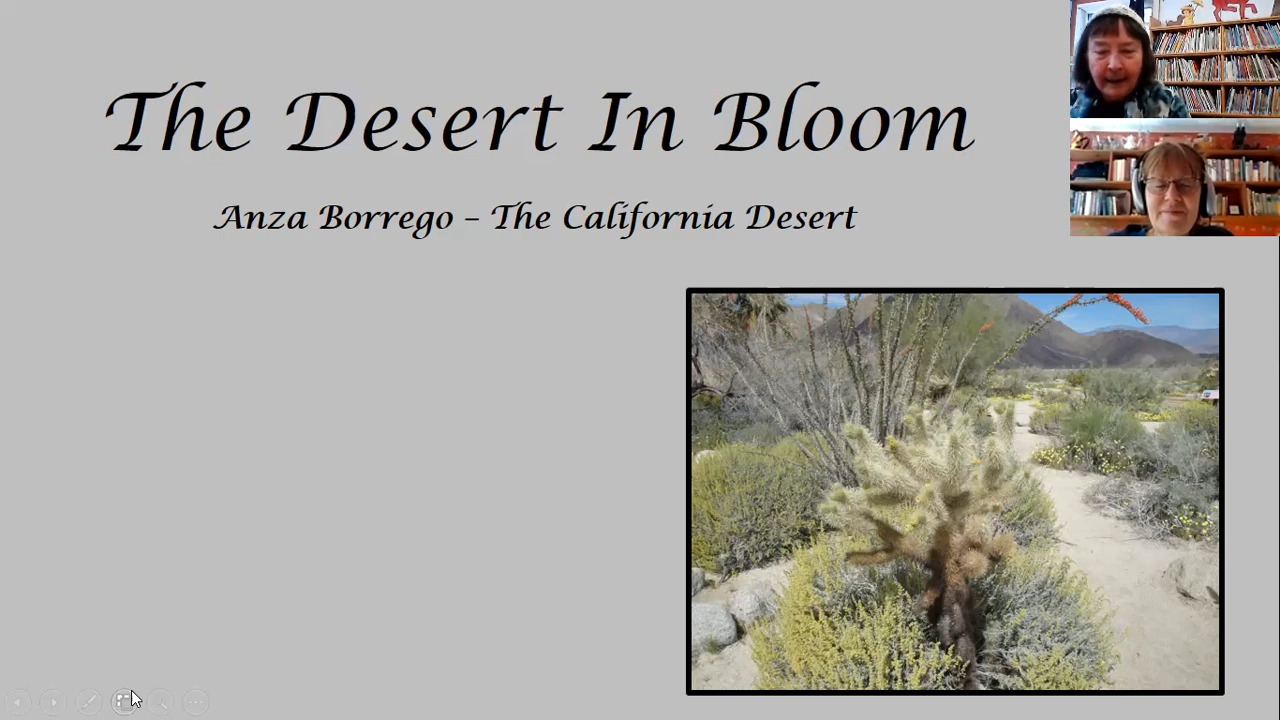 The Desert In Bloom
Anza Borrego – The California Desert